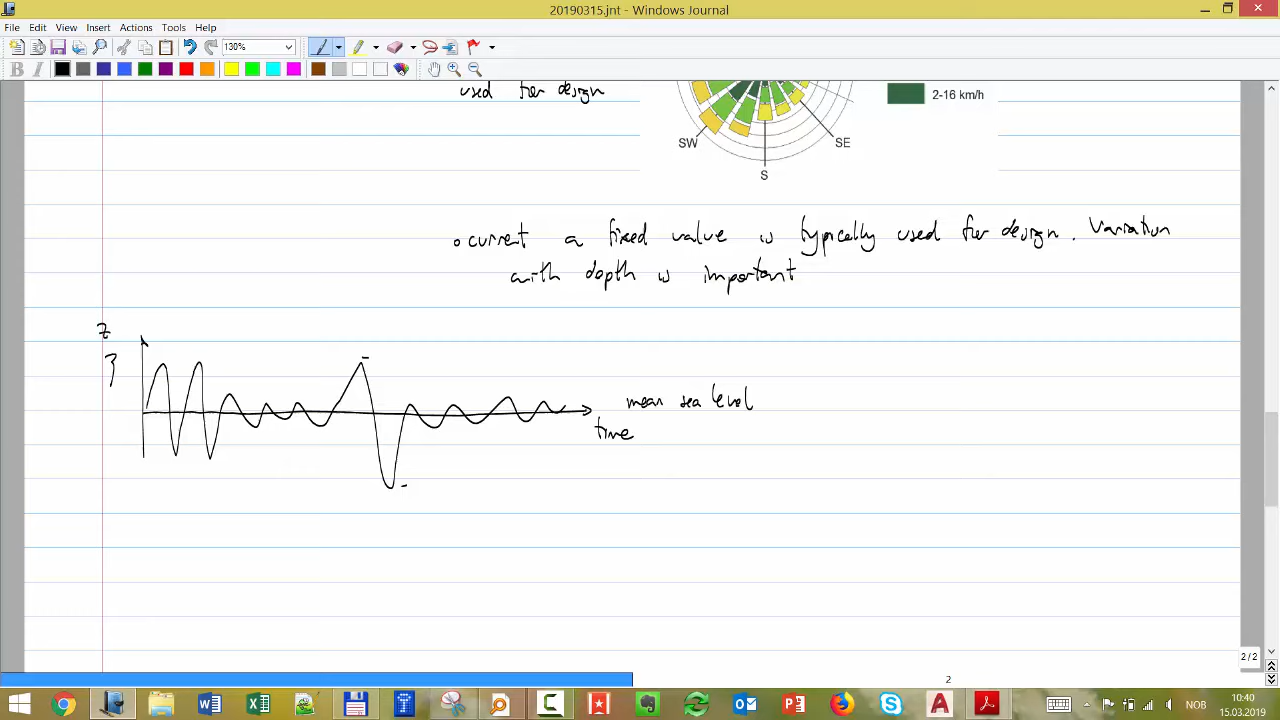 20190315.jnt - Windows Journal
File Edit View Insert Actions Tools Help
130%
B I
used for design
2-16 km/h
SW
SE
S
current a fixed value is typically used for design. Variation
with depth is important
z
mean sea level
time
2 / 2
2
NOB
10:40
15.03.2019